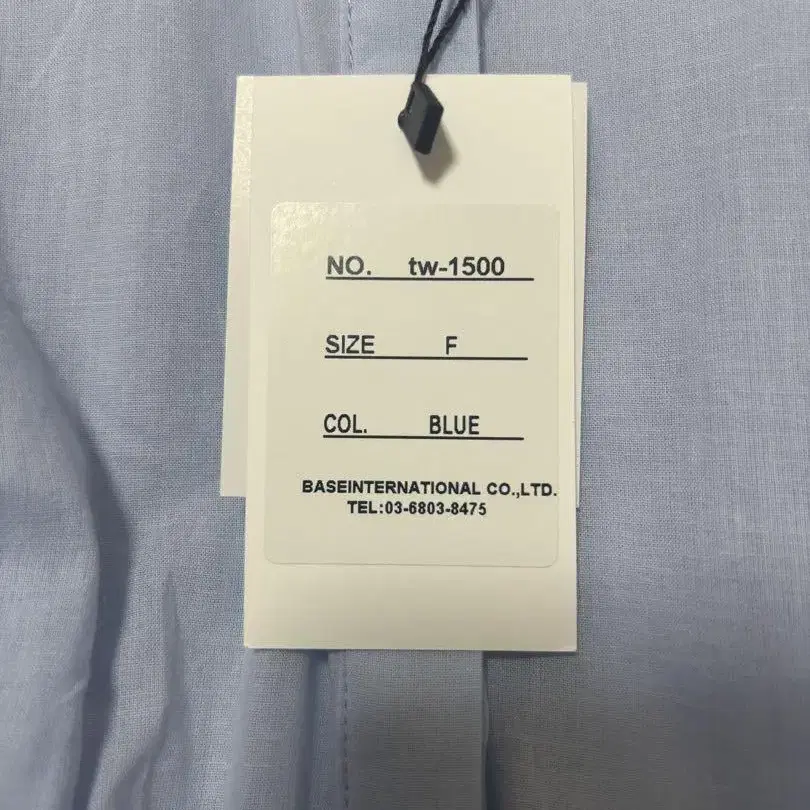 NO. tw-1500
SIZE F
COL. BLUE
BASEINTERNATIONAL CO.,LTD.
TEL:03-6803-8475